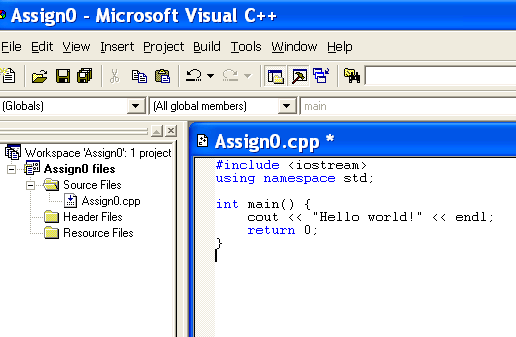 Assign0 - Microsoft Visual C++
File Edit View Insert Project Build Tools Window Help
(Globals) (All global members) main
Workspace 'Assign0': 1 project
Assign0 files
Source Files
Assign0.cpp
Header Files
Resource Files
Assign0.cpp *
#include <iostream>
using namespace std;
int main() {
cout << "Hello world!" << endl;
return 0;
}